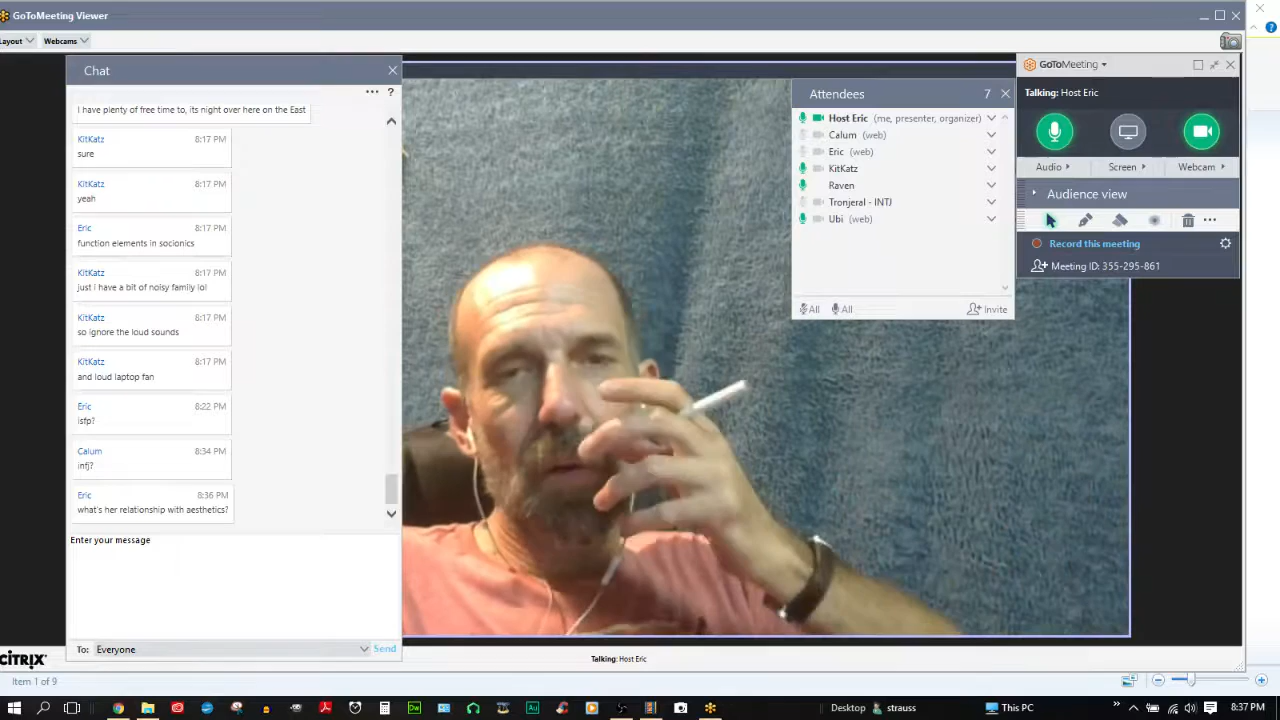 GoToMeeting Viewer
Layout
Webcams
Chat
?
I have plenty of free time to, its night over here on the East
KitKatz 8:17 PM
sure
KitKatz 8:17 PM
yeah
Eric 8:17 PM
function elements in socionics
KitKatz 8:17 PM
just I have a bit of noisy family lol
KitKatz 8:17 PM
so ignore the loud sounds
KitKatz 8:17 PM
and loud laptop fan
Eric 8:22 PM
isfp?
Calum 8:34 PM
infj?
Eric 8:36 PM
what's her relationship with aesthetics?
Enter your message
To: Everyone Send
Attendees 7
Host Eric (me, presenter, organizer)
Calum (web)
Eric (web)
KitKatz
Raven
Tronjeral - INTJ
Ubi (web)
All All Invite
GoToMeeting
Talking: Host Eric
Audio Screen Webcam
Audience view
Record this meeting
Meeting ID: 355-295-861
CITRIX
Talking: Host Eric
Item 1 of 9
Dw
Au
Desktop strauss This PC
8:37 PM